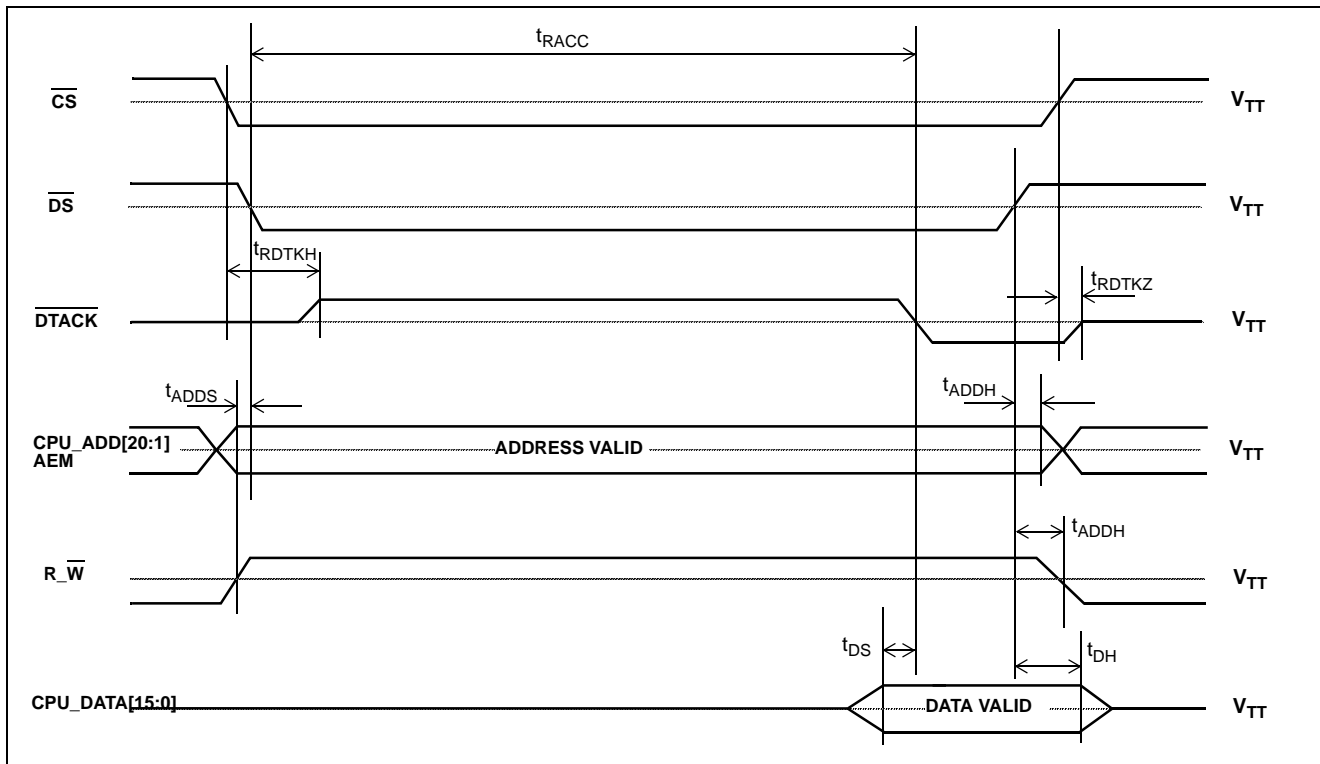 tRACC
CS VTT
DS VTT
tRDTKH
tRDTKZ
DTACK VTT
tADDS tADDH
CPU_ADD[20:1] ADDRESS VALID VTT
AEM
tADDH
R_W VTT
tDS tDH
CPU_DATA[15:0] DATA VALID VTT